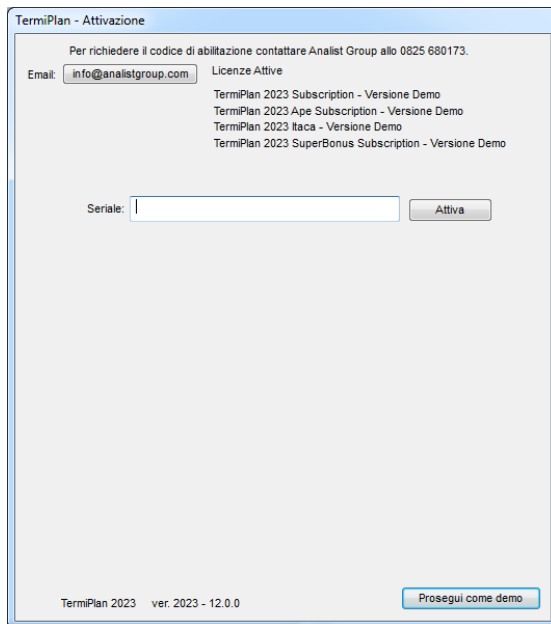 TermiPlan - Attivazione
Per richiedere il codice di abilitazione contattare Analist Group allo 0825 680173.
Email: info@analistgroup.com Licenze Attive
TermiPlan 2023 Subscription - Versione Demo
TermiPlan 2023 Ape Subscription - Versione Demo
TermiPlan 2023 Itaca - Versione Demo
TermiPlan 2023 SuperBonus Subscription - Versione Demo
Seriale: Attiva
TermiPlan 2023 ver. 2023 - 12.0.0 Prosegui come demo